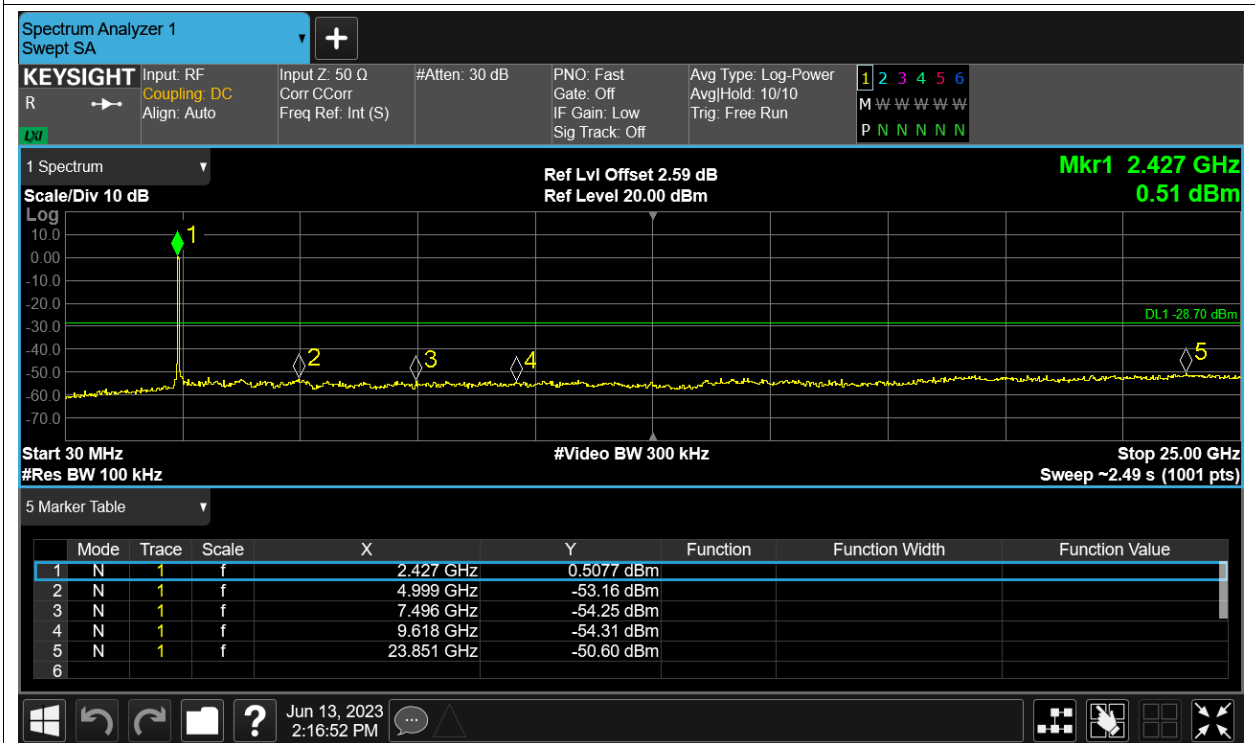 Spectrum Analyzer 1
Swept SA
+
KEYSIGHT
R
LXI
Input: RF
Coupling: DC
Align: Auto
Input Z: 50 Ω
Corr CCorr
Freq Ref: Int (S)
#Atten: 30 dB
PNO: Fast
Gate: Off
IF Gain: Low
Sig Track: Off
Avg Type: Log-Power
Avg|Hold: 10/10
Trig: Free Run
1 2 3 4 5 6
M W W W W W
P N N N N N
1 Spectrum
Scale/Div 10 dB
Ref Lvl Offset 2.59 dB
Ref Level 20.00 dBm
Mkr1 2.427 GHz
0.51 dBm
Log
10.0
0.00
-10.0
-20.0
-30.0
-40.0
-50.0
-60.0
-70.0
1
2
3
4
5
DL1 -28.70 dBm
Start 30 MHz
#Res BW 100 kHz
#Video BW 300 kHz
Stop 25.00 GHz
Sweep ~2.49 s (1001 pts)
5 Marker Table
Mode Trace Scale X Y Function Function Width Function Value
1 N 1 f 2.427 GHz 0.5077 dBm
2 N 1 f 4.999 GHz -53.16 dBm
3 N 1 f 7.496 GHz -54.25 dBm
4 N 1 f 9.618 GHz -54.31 dBm
5 N 1 f 23.851 GHz -50.60 dBm
6
?
Jun 13, 2023
2:16:52 PM